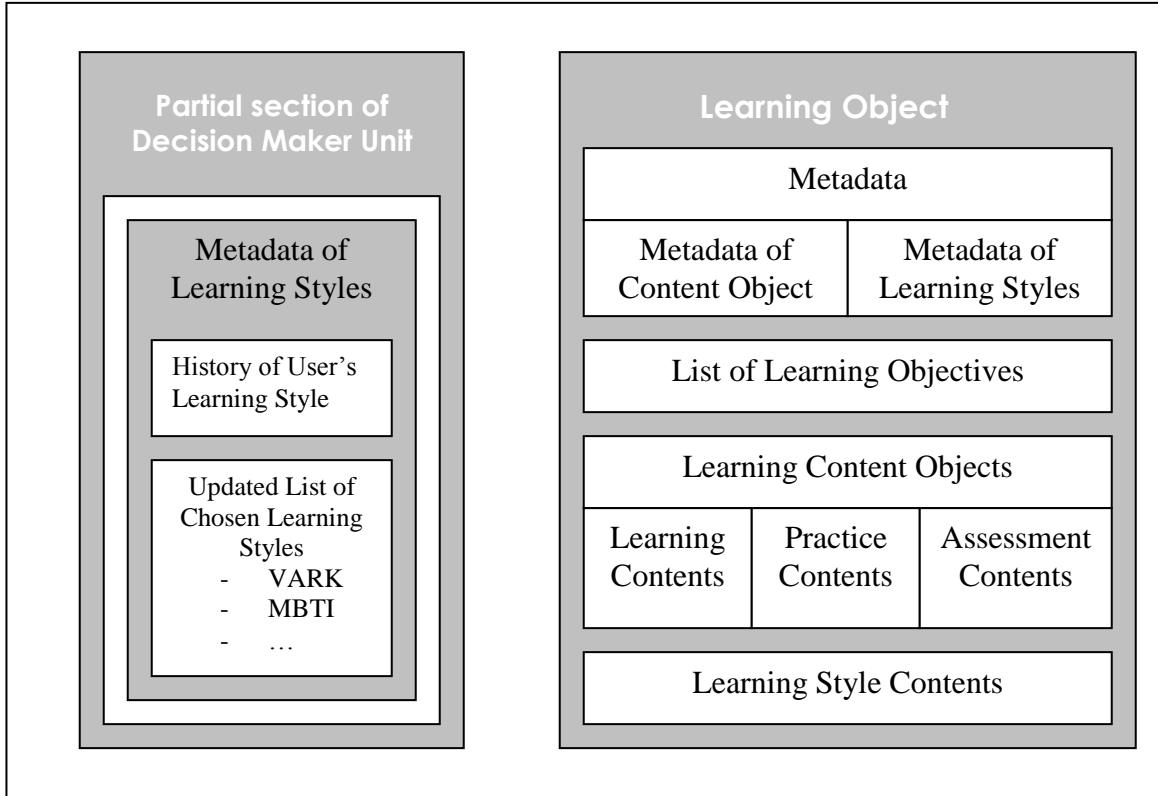 Partial section of
Decision Maker Unit
Metadata of
Learning Styles
History of User’s
Learning Style
Updated List of
Chosen Learning
Styles
- VARK
- MBTI
- …
Learning Object
Metadata
Metadata of
Content Object
Metadata of
Learning Styles
List of Learning Objectives
Learning Content Objects
Learning
Contents
Practice
Contents
Assessment
Contents
Learning Style Contents